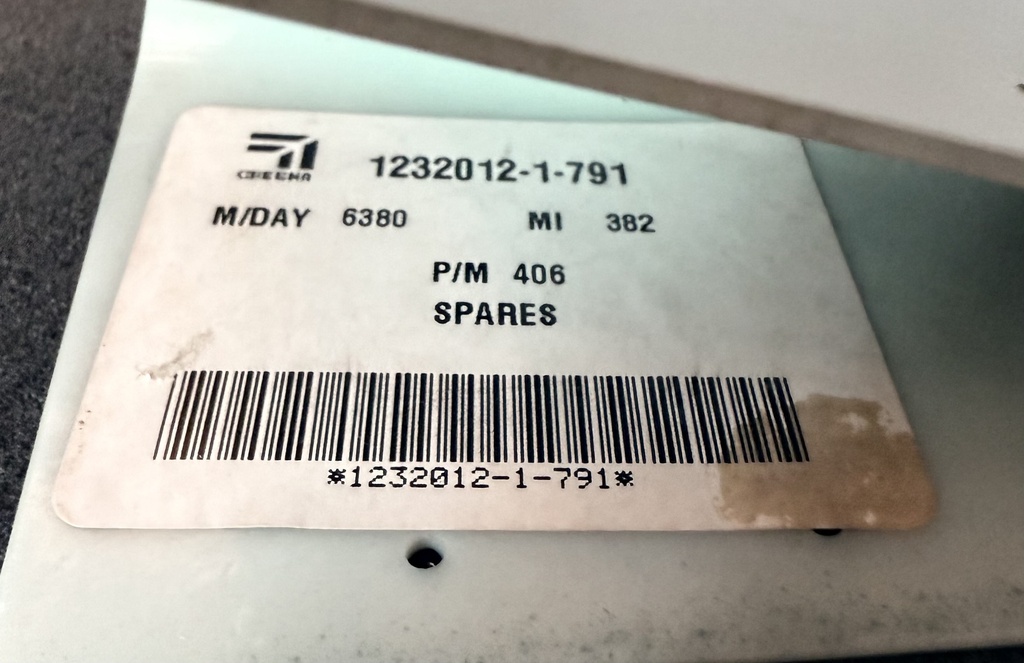 1232012-1-791
M/DAY 6380 MI 382
P/M 406
SPARES
*1232012-1-791*